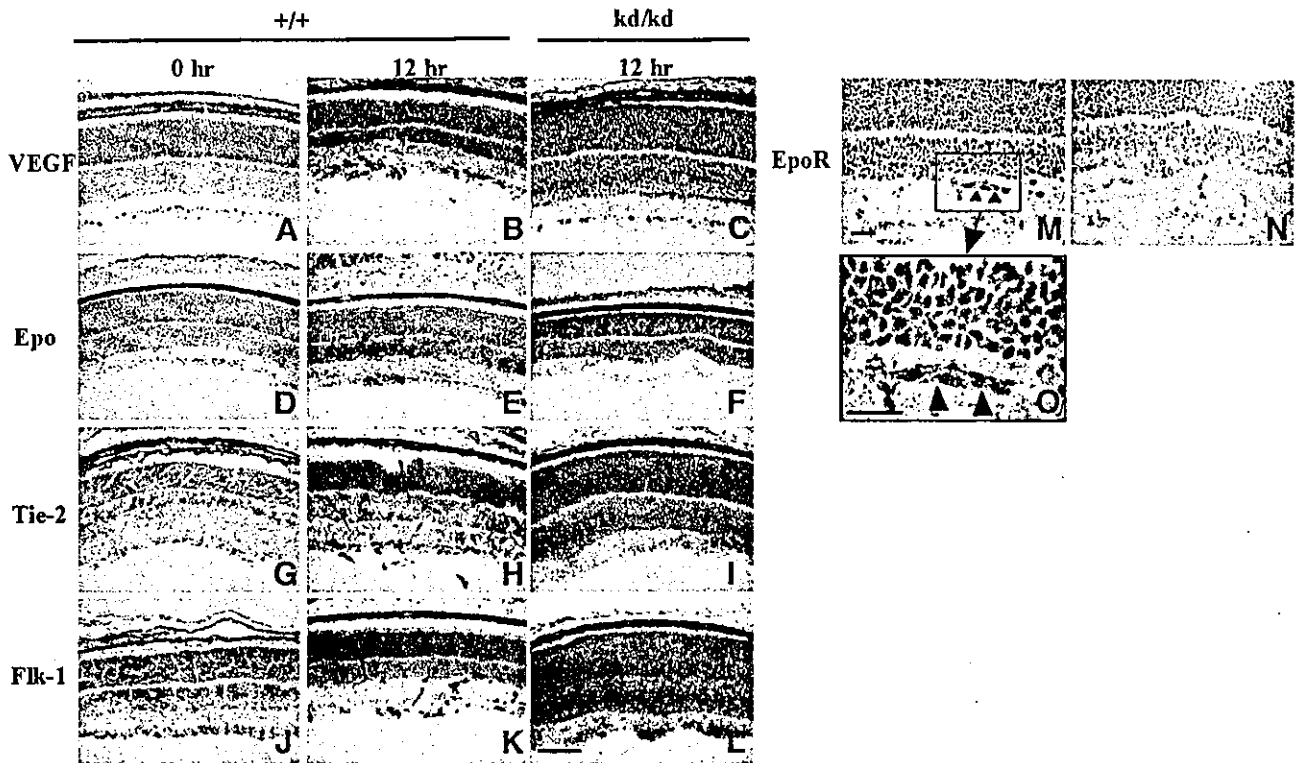 +/+ kd/kd
0 hr 12 hr 12 hr
VEGF A B C
EpoR M N
Epo D E F
O
Tie-2 G H I
Flk-1 J K L